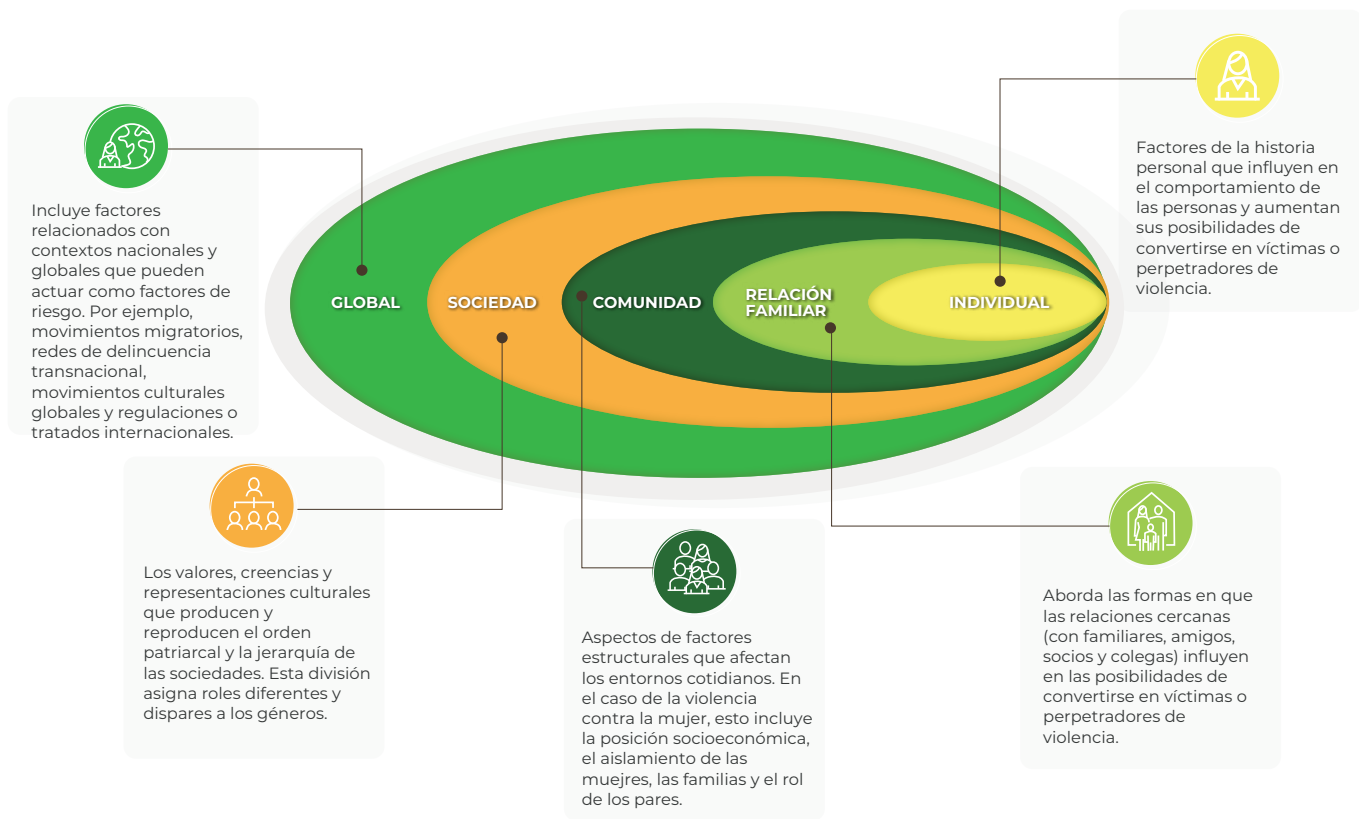 Incluye factores
relacionados con
contextos nacionales y
globales que pueden
actuar como factores de
riesgo. Por ejemplo,
movimientos migratorios,
redes de delincuencia
transnacional,
movimientos culturales
globales y regulaciones o
tratados internacionales.
GLOBAL
SOCIEDAD
COMUNIDAD
RELACIÓN
FAMILIAR
INDIVIDUAL
Factores de la historia
personal que influyen en
el comportamiento de
las personas y aumentan
sus posibilidades de
convertirse en víctimas o
perpetradores de
violencia.
Los valores, creencias y
representaciones culturales
que producen y
reproducen el orden
patriarcal y la jerarquía de
las sociedades. Esta división
asigna roles diferentes y
dispares a los géneros.
Aspectos de factores
estructurales que afectan
los entornos cotidianos. En
el caso de la violencia
contra la mujer, esto incluye
la posición socioeconómica,
el aislamiento de las
muejres, las familias y el rol
de los pares.
Aborda las formas en que
las relaciones cercanas
(con familiares, amigos,
socios y colegas) influyen
en las posibilidades de
convertirse en víctimas o
perpetradores de
violencia.